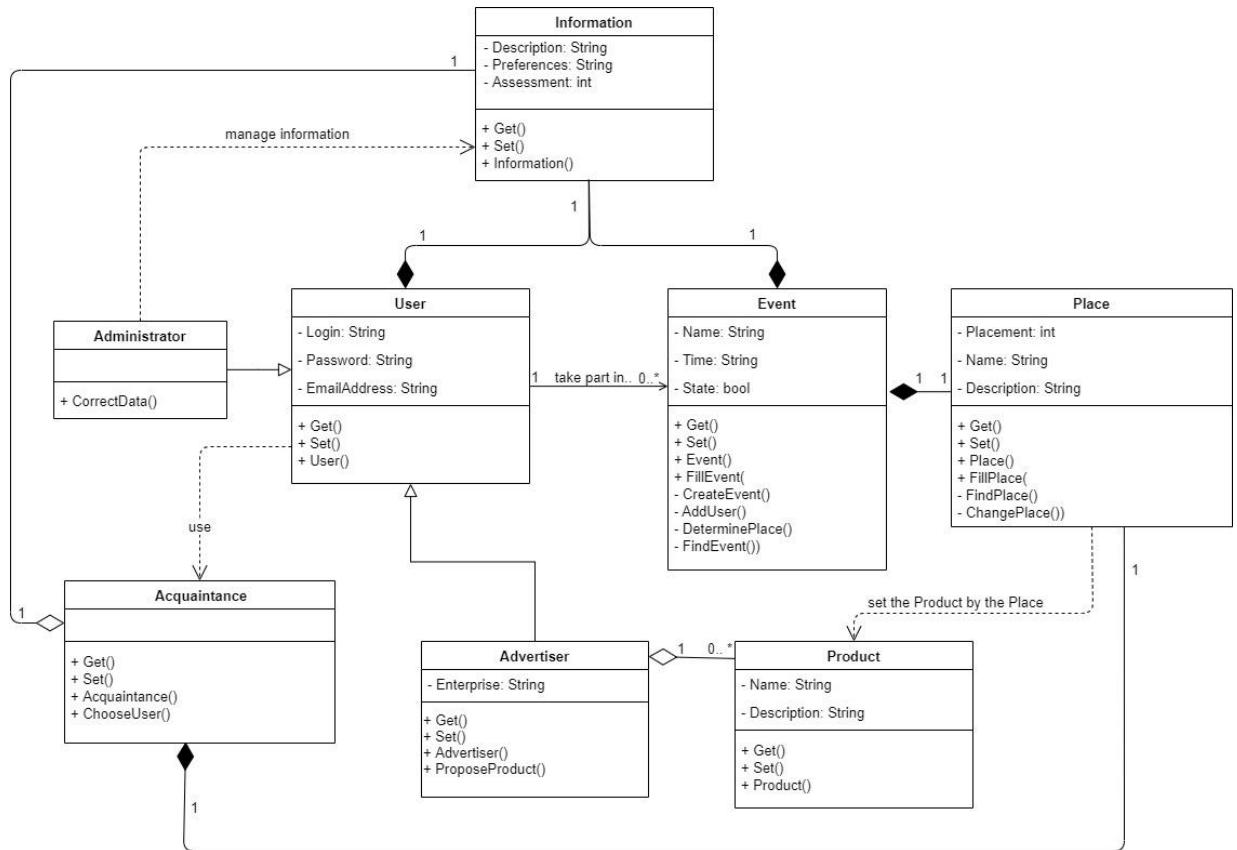 Information
- Description: String
- Preferences: String
- Assessment: int
+ Get()
+ Set()
+ Information()
1
manage information
1
1
1
User
- Login: String
- Password: String
- EmailAddress: String
+ Get()
+ Set()
+ User()
Event
- Name: String
- Time: String
- State: bool
+ Get()
+ Set()
+ Event()
+ FillEvent(
- CreateEvent()
- AddUser()
- DeterminePlace()
- FindEvent())
Place
- Placement: int
- Name: String
- Description: String
+ Get()
+ Set()
+ Place()
+ FillPlace(
- FindPlace()
- ChangePlace())
Administrator
+ CorrectData()
1 take part in.. 0..*
1 1
use
1
set the Product by the Place
Acquaintance
+ Get()
+ Set()
+ Acquaintance()
+ ChooseUser()
1
Advertiser
- Enterprise: String
+ Get()
+ Set()
+ Advertiser()
+ ProposeProduct()
1 0.. *
Product
- Name: String
- Description: String
+ Get()
+ Set()
+ Product()
1